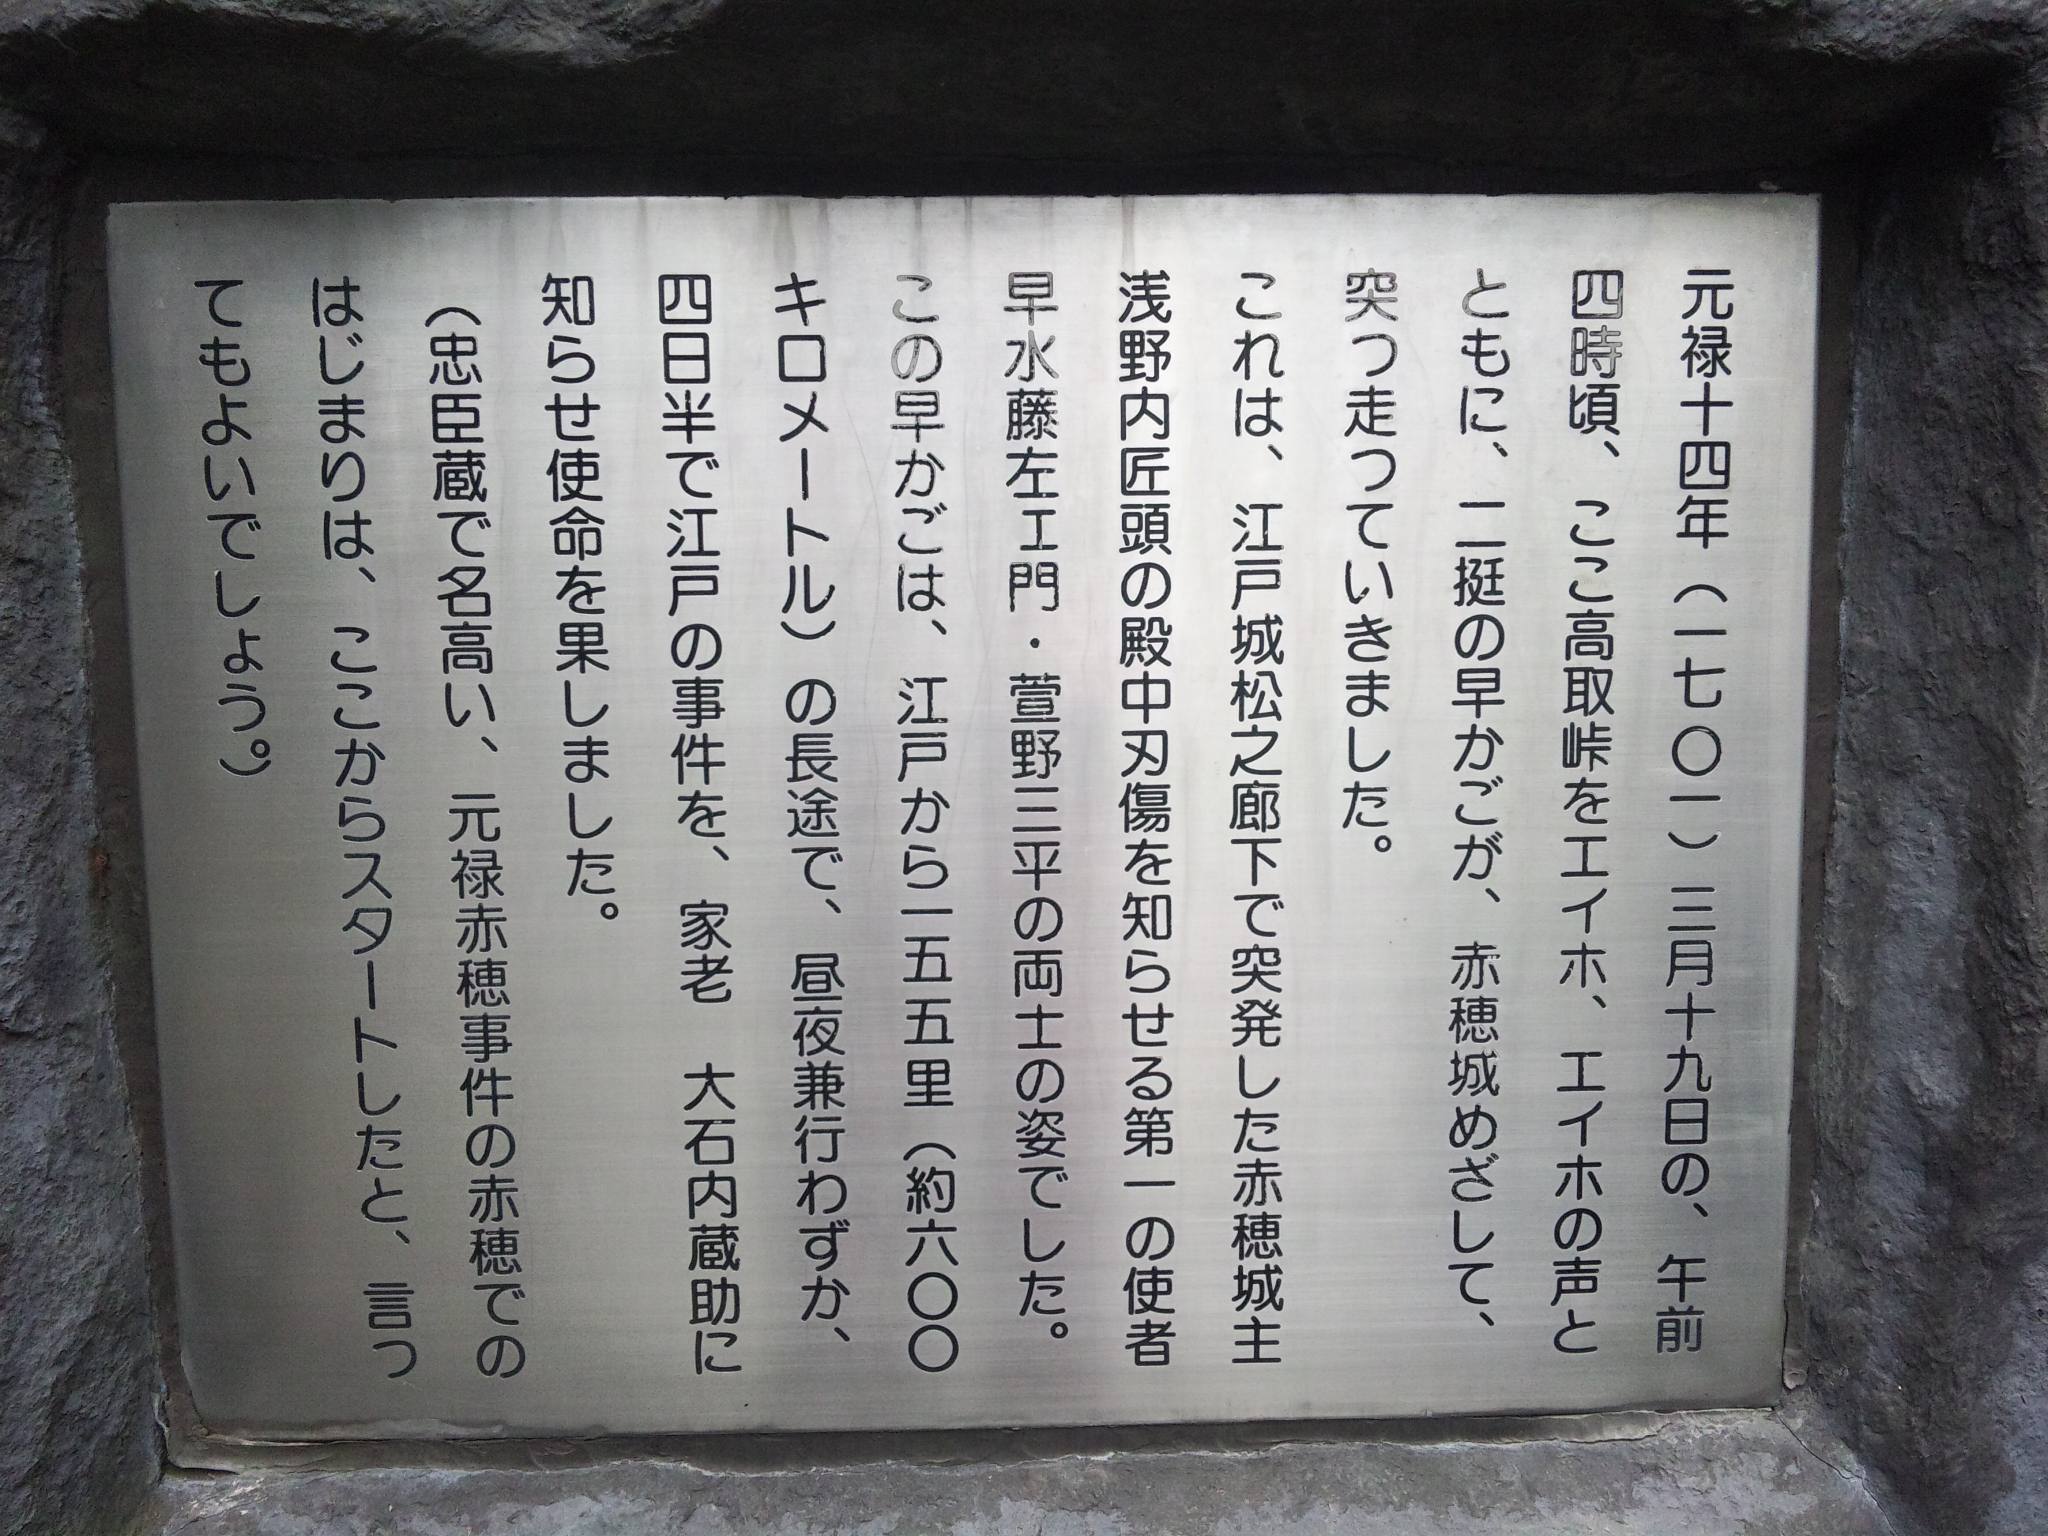 元禄十四年（一七〇一）三月十九日の、午前
四時頃、ここ高取峠をエイホ、エイホの声と
ともに、二挺の早かごが、赤穂城めざして、
突っ走っていきました。
これは、江戸城松之廊下で突発した赤穂城主
浅野内匠頭の殿中刃傷を知らせる第一の使者
早水藤左エ門・萱野三平の両士の姿でした。
この早かごは、江戸から一五五里（約六〇〇
キロメートル）の長途で、昼夜兼行わずか、
四日半で江戸の事件を、家老　大石内蔵助に
知らせ使命を果しました。
（忠臣蔵で名高い、元禄赤穂事件の赤穂での
はじまりは、ここからスタートしたと、言っ
てもよいでしょう。）